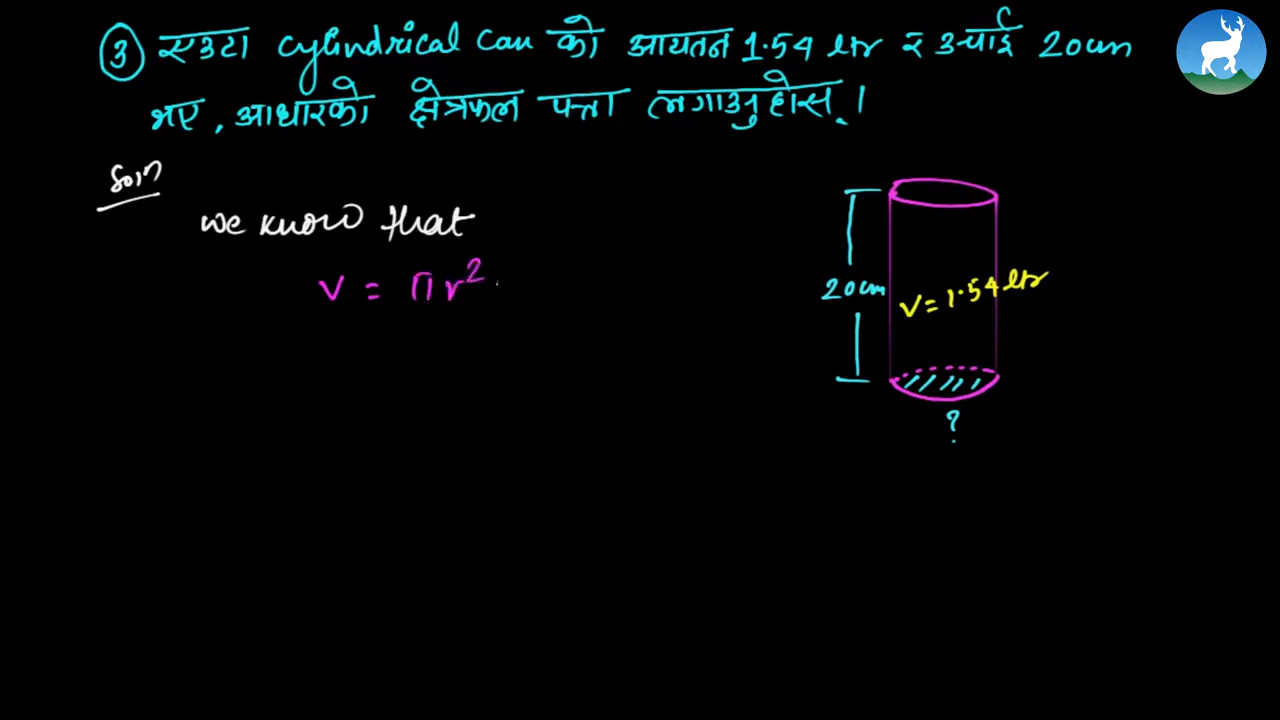 ③ एउटा cylindrical can को आयतन 1.54 ltr र उचाई 20cm
भए, आधारको क्षेत्रफल पत्ता लगाउनुहोस् ।
Soln
we know that
V = πr²
20cm
V = 1.54 ltr
?